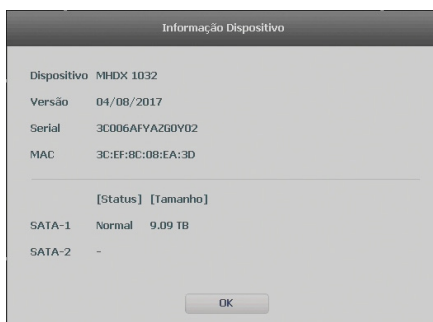 Informação Dispositivo
Dispositivo MHDX 1032
Versão 04/08/2017
Serial 3C006AFYAZG0Y02
MAC 3C:EF:8C:08:EA:3D
[Status] [Tamanho]
SATA-1 Normal 9.09 TB
SATA-2 -
OK